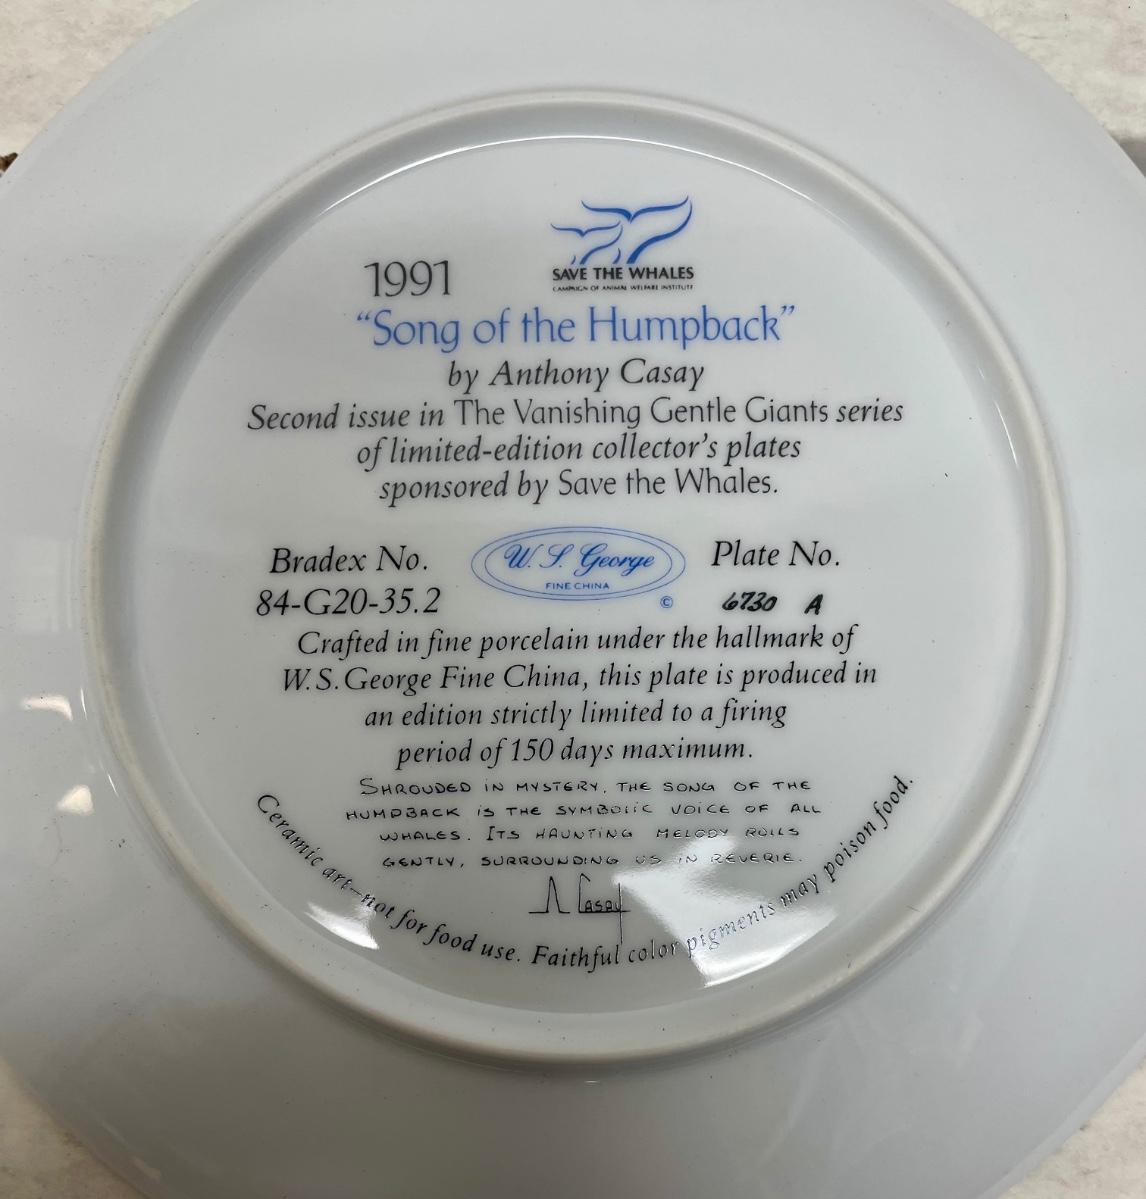 SAVE THE WHALES
CAMPAIGN OF ANIMAL WELFARE INSTITUTE
1991
“Song of the Humpback”
by Anthony Casay
Second issue in The Vanishing Gentle Giants series
of limited-edition collector’s plates
sponsored by Save the Whales.
Bradex No.
84-G20-35.2
W. S. George
FINE CHINA
©
Plate No.
6730 A
Crafted in fine porcelain under the hallmark of
W.S. George Fine China, this plate is produced in
an edition strictly limited to a firing
period of 150 days maximum.
SHROUDED IN MYSTERY, THE SONG OF THE
HUMPBACK IS THE SYMBOLIC VOICE OF ALL
WHALES. ITS HAUNTING MELODY ROLLS
GENTLY, SURROUNDING US IN REVERIE.
A Casay
Ceramic art—not for food use. Faithful color pigments may poison food.